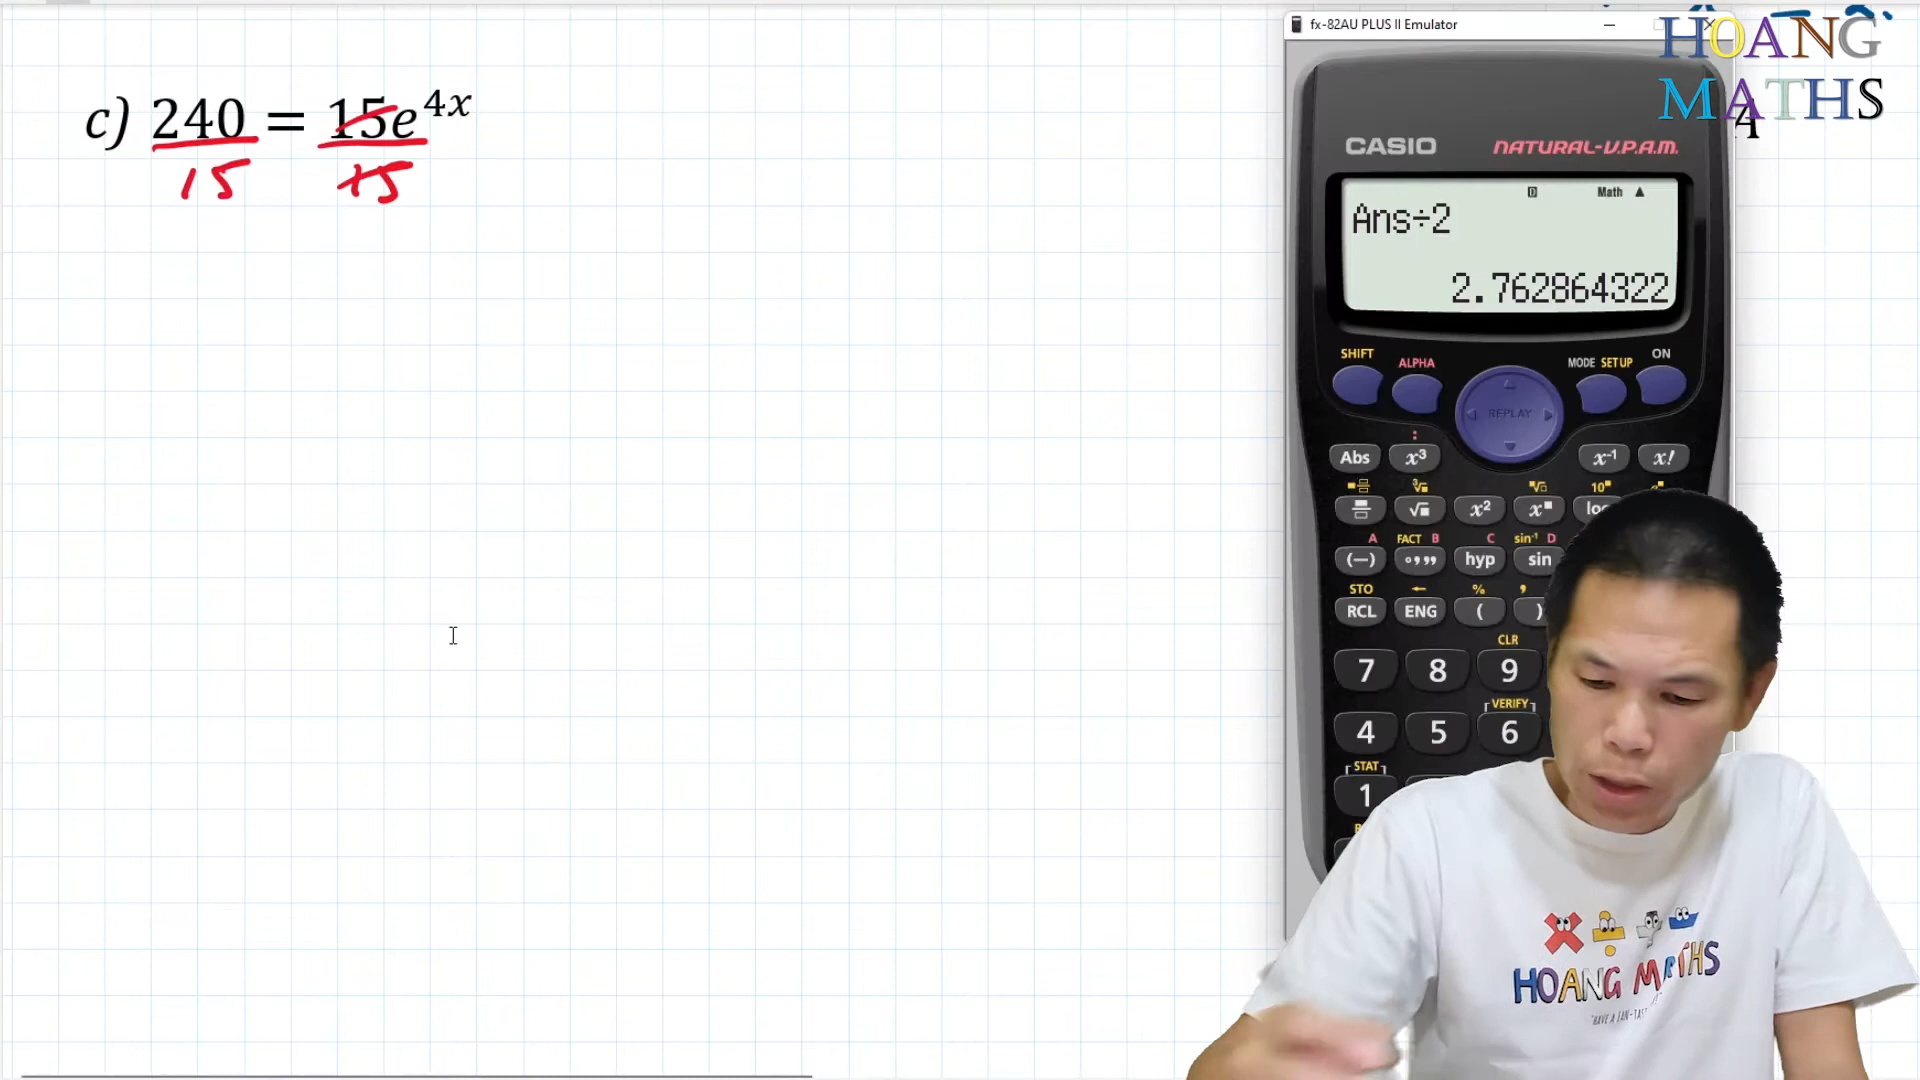 fx-82AU PLUS II Emulator
HOANG
MATHS
A
c) 240 = 15e^{4x}
15 15
CASIO NATURAL-V.P.A.M.
D Math ▲
Ans÷2
2.762864322
SHIFT ALPHA MODE SETUP ON
REPLAY
:
Abs x³ x⁻¹ x!
³√■ ■√□ 10■
√■ x² x■
A FACT B C sin⁻¹ D
(—) °,,, hyp sin
STO ← % ,
RCL ENG ( )
CLR
7 8 9
VERIFY
4 5 6
STAT
1
HOANG MATHS